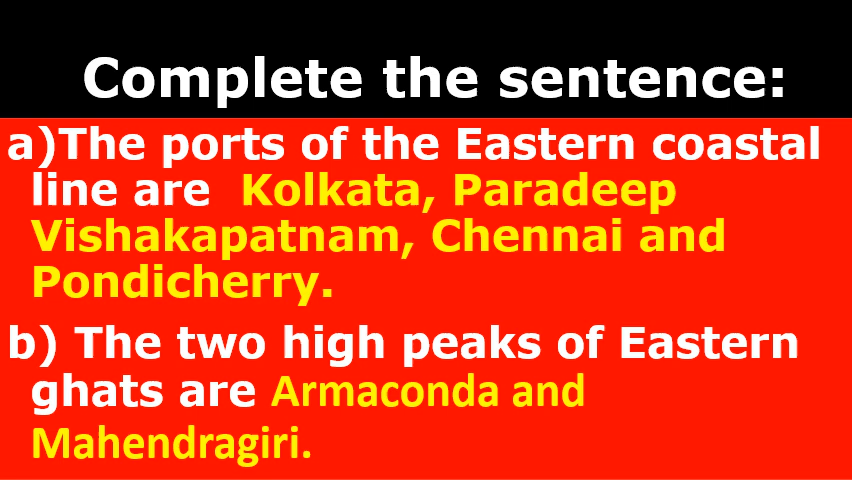 Complete the sentence:
a)The ports of the Eastern coastal
line are Kolkata, Paradeep
Vishakapatnam, Chennai and
Pondicherry.
b) The two high peaks of Eastern
ghats are Armaconda and
Mahendragiri.